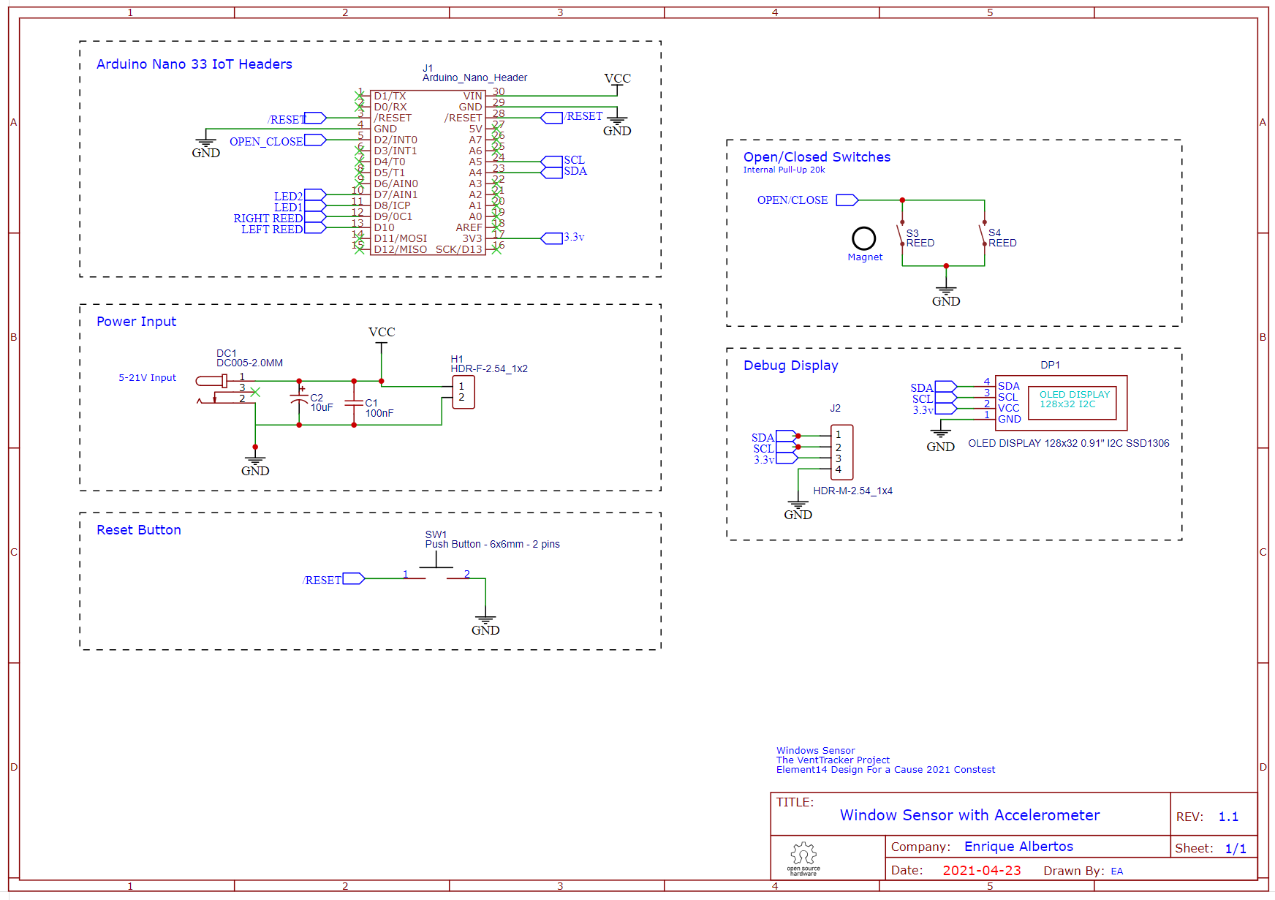 1 2 3 4 5
A A
B B
C C
D D
Arduino Nano 33 IoT Headers
J1
Arduino_Nano_Header
VCC
1 D1/TX VIN 30
2 D0/RX GND 29
/RESET 3 /RESET /RESET 28 /RESET
4 GND 5V 27
GND
GND
OPEN_CLOSE 5 D2/INT0 A7 26
6 D3/INT1 A6 25
7 D4/T0 A5 24 SCL
8 D5/T1 A4 23 SDA
9 D6/AIN0 A3 22
LED2 10 D7/AIN1 A2 21
LED1 11 D8/ICP A1 20
RIGHT REED 12 D9/0C1 A0 19
LEFT REED 13 D10 AREF 18
14 D11/MOSI 3V3 17 3.3v
15 D12/MISO SCK/D13 16
Open/Closed Switches
Internal Pull-Up 20k
OPEN/CLOSE
S3
REED
S4
REED
Magnet
GND
Power Input
VCC
DC1
DC005-2.0MM
5-21V Input
1
3
2
+
C2
10uF
C1
100nF
H1
HDR-F-2.54_1x2
1
2
GND
Debug Display
DP1
SDA 4 SDA
SCL 3 SCL
3.3v 2 VCC
1 GND
OLED DISPLAY
128x32 I2C
GND
OLED DISPLAY 128x32 0.91" I2C SSD1306
J2
SDA 1
SCL 2
3.3v 3
4
HDR-M-2.54_1x4
GND
Reset Button
SW1
Push Button - 6x6mm - 2 pins
/RESET 1 2
GND
Windows Sensor
The VentTracker Project
Element14 Design For a Cause 2021 Constest
TITLE:
Window Sensor with Accelerometer
REV: 1.1
open source
hardware
Company: Enrique Albertos
Sheet: 1/1
Date: 2021-04-23 Drawn By: EA
1 2 3 4 5